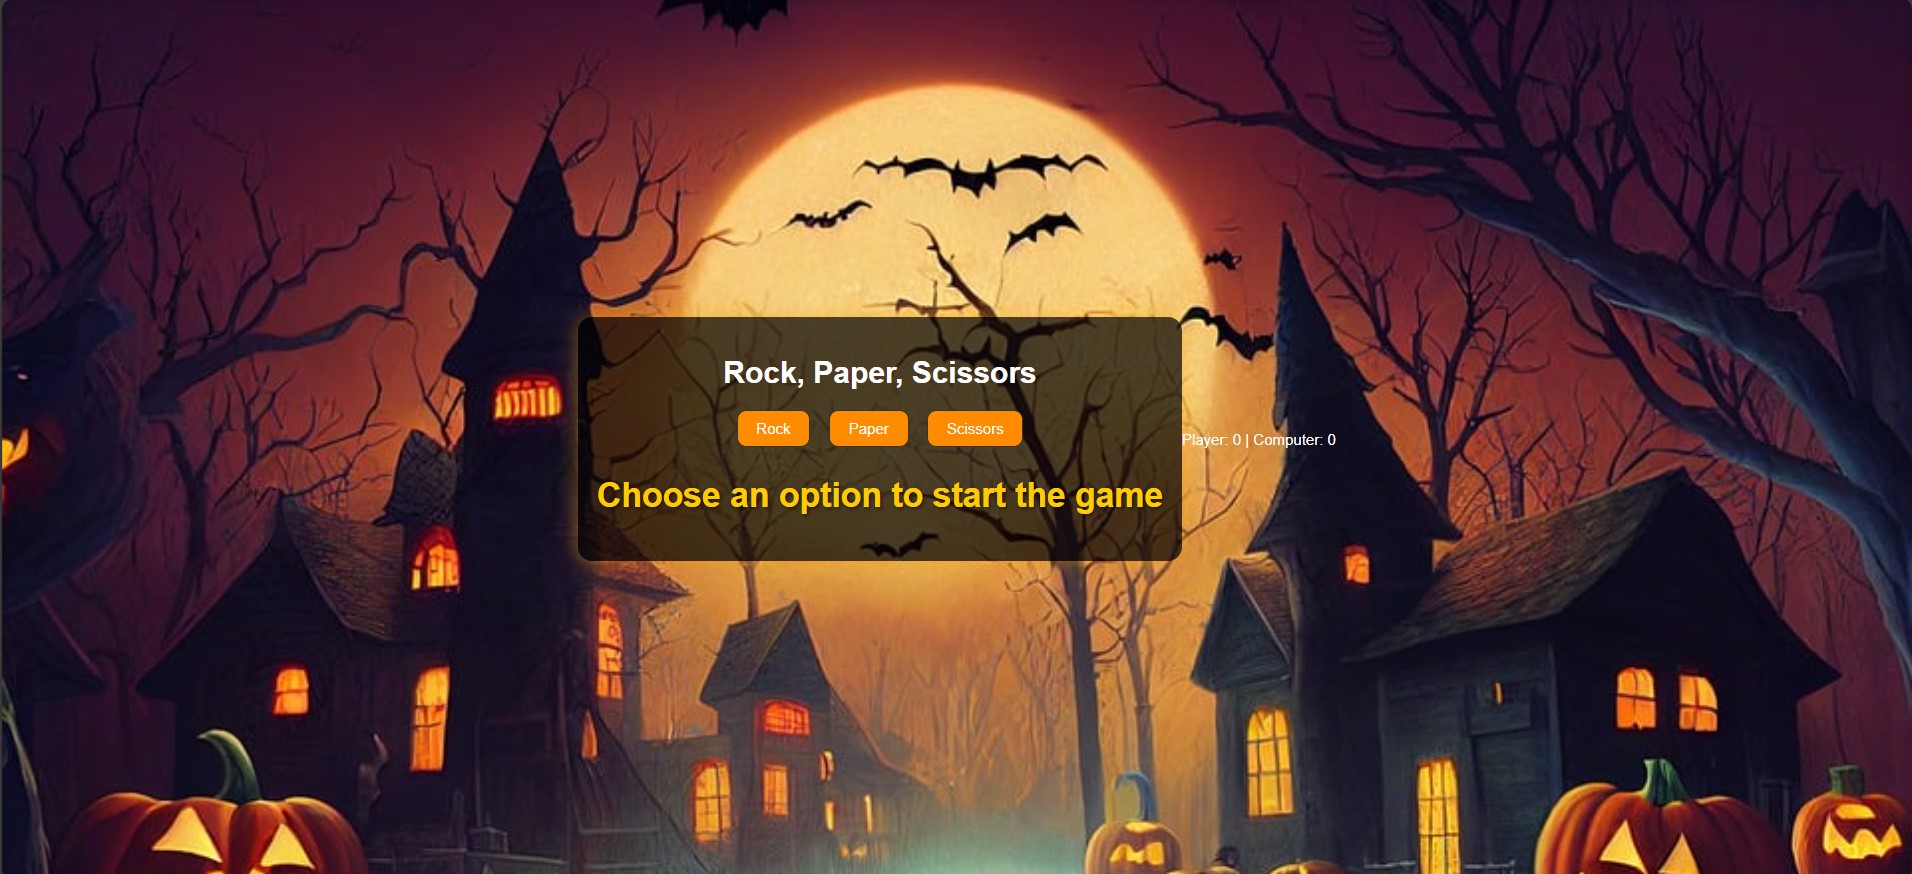 Rock, Paper, Scissors
Rock
Paper
Scissors
Player: 0 | Computer: 0
Choose an option to start the game